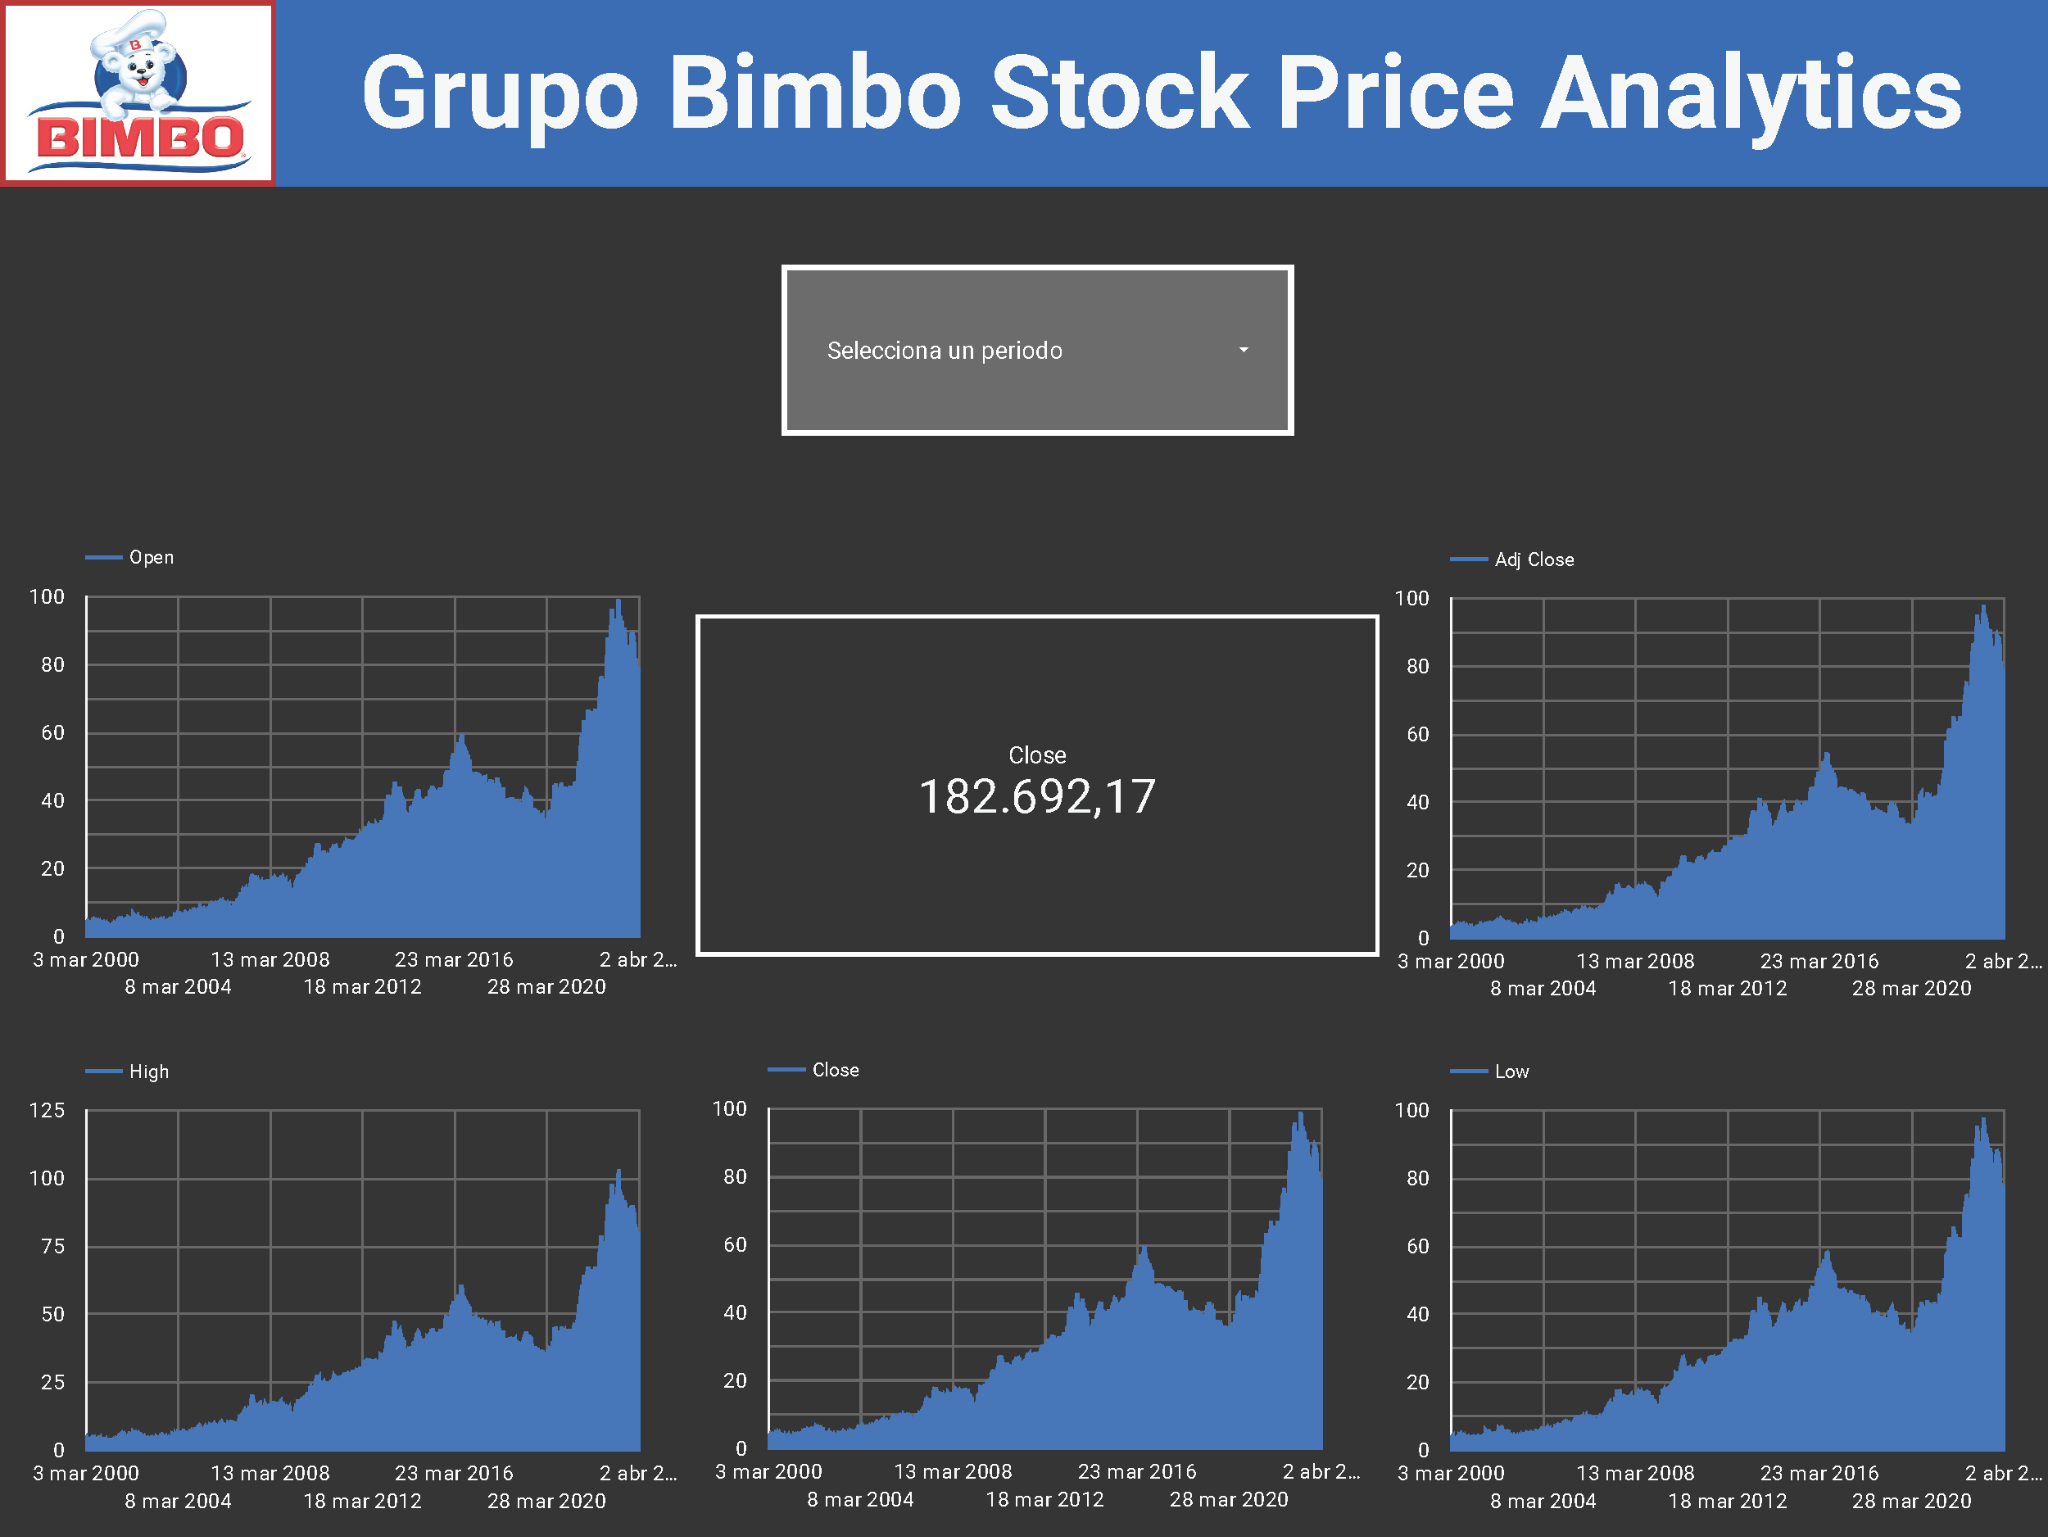 B
BIMBO
Grupo Bimbo Stock Price Analytics
Selecciona un periodo
Open
100
80
60
40
20
0
3 mar 2000
13 mar 2008
23 mar 2016
2 abr 2...
8 mar 2004
18 mar 2012
28 mar 2020
Close
182.692,17
Adj Close
100
80
60
40
20
0
3 mar 2000
13 mar 2008
23 mar 2016
2 abr 2...
8 mar 2004
18 mar 2012
28 mar 2020
High
125
100
75
50
25
0
3 mar 2000
13 mar 2008
23 mar 2016
2 abr 2...
8 mar 2004
18 mar 2012
28 mar 2020
Close
100
80
60
40
20
0
3 mar 2000
13 mar 2008
23 mar 2016
2 abr 2...
8 mar 2004
18 mar 2012
28 mar 2020
Low
100
80
60
40
20
0
3 mar 2000
13 mar 2008
23 mar 2016
2 abr 2...
8 mar 2004
18 mar 2012
28 mar 2020